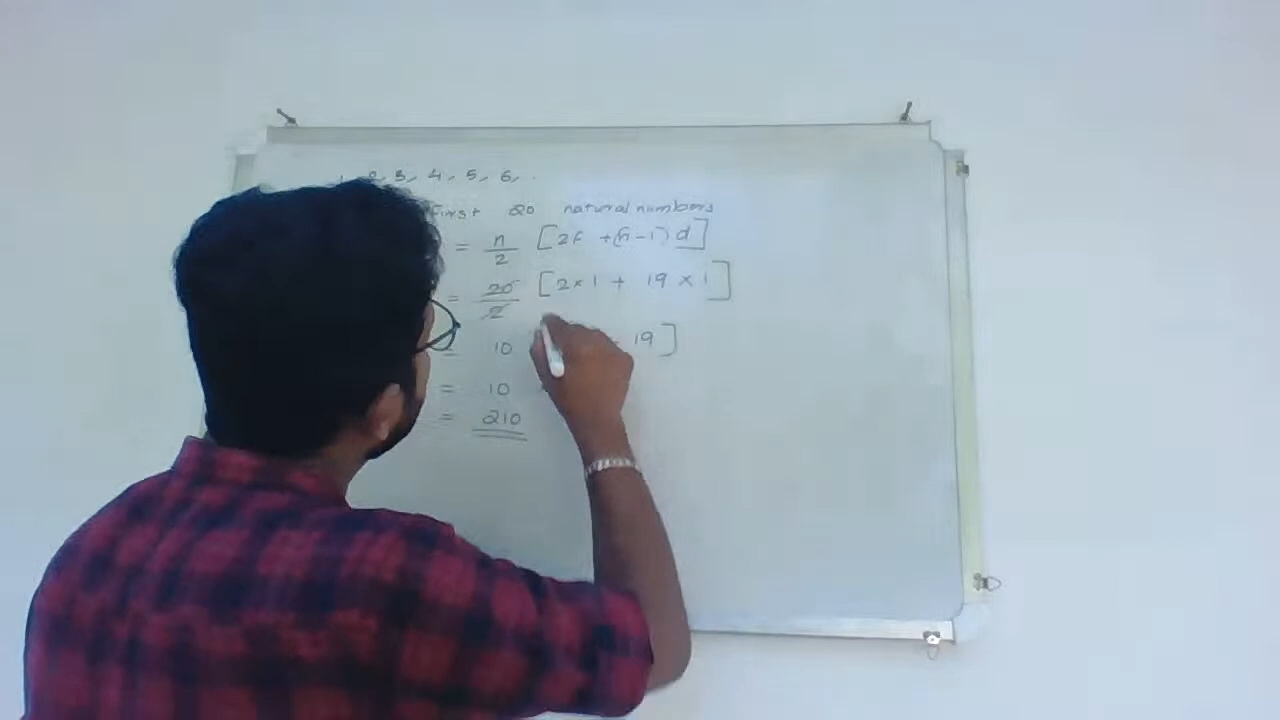 2, 3, 4, 5, 6, .
First 20 natural numbers
= n/2 [2f + (n-1) d]
= 20/2 [2×1 + 19 × 1]
= 10 19]
= 10
= 210